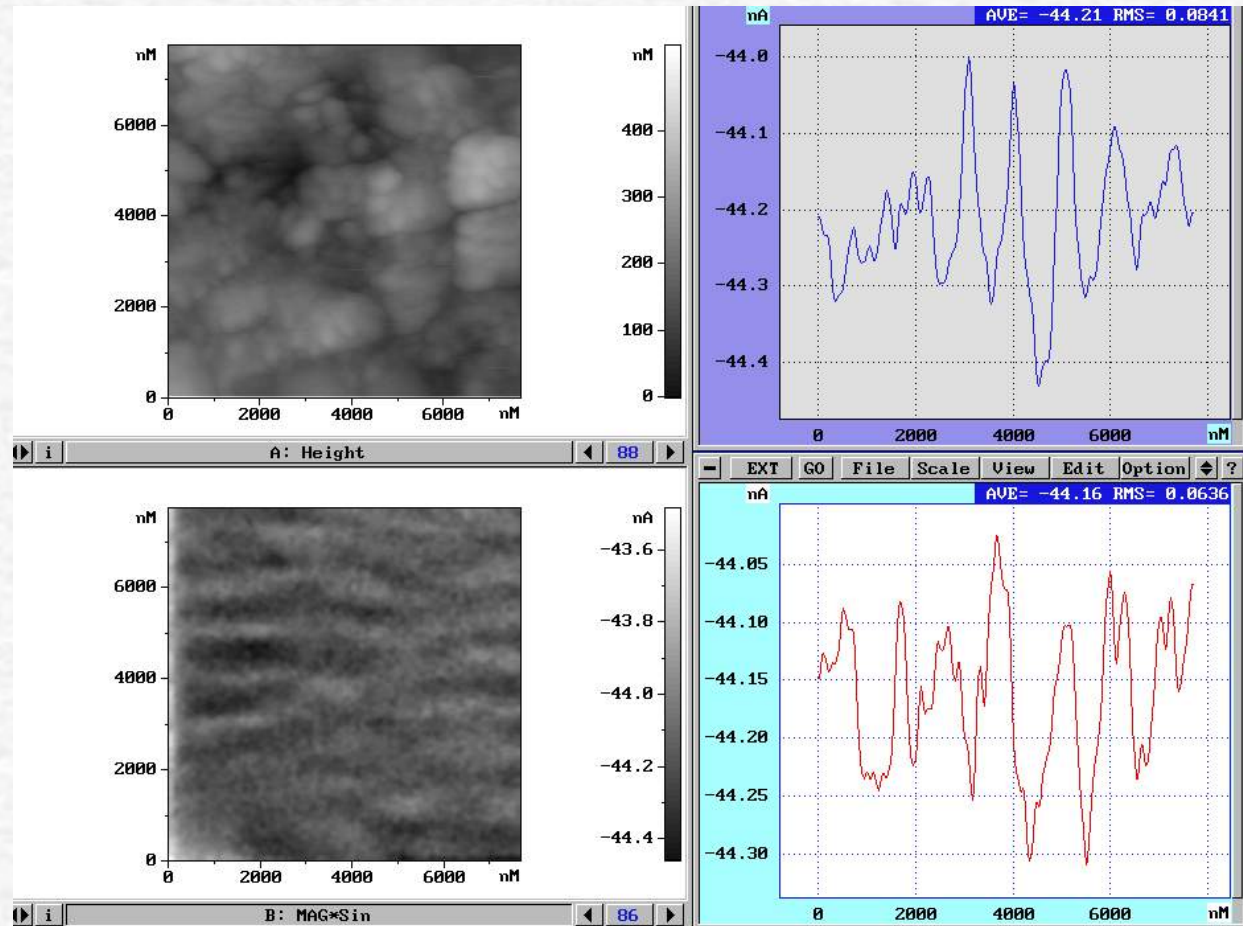 nM
6000
4000
2000
0
0 2000 4000 6000 nM
nM
400
300
200
100
0
i A: Height 88
nA AVE= -44.21 RMS= 0.0841
-44.0
-44.1
-44.2
-44.3
-44.4
0 2000 4000 6000 nM
EXT GO File Scale View Edit Option ?
nM
6000
4000
2000
0
0 2000 4000 6000 nM
nA
-43.6
-43.8
-44.0
-44.2
-44.4
i B: MAG*Sin 86
nA AVE= -44.16 RMS= 0.0636
-44.05
-44.10
-44.15
-44.20
-44.25
-44.30
0 2000 4000 6000 nM